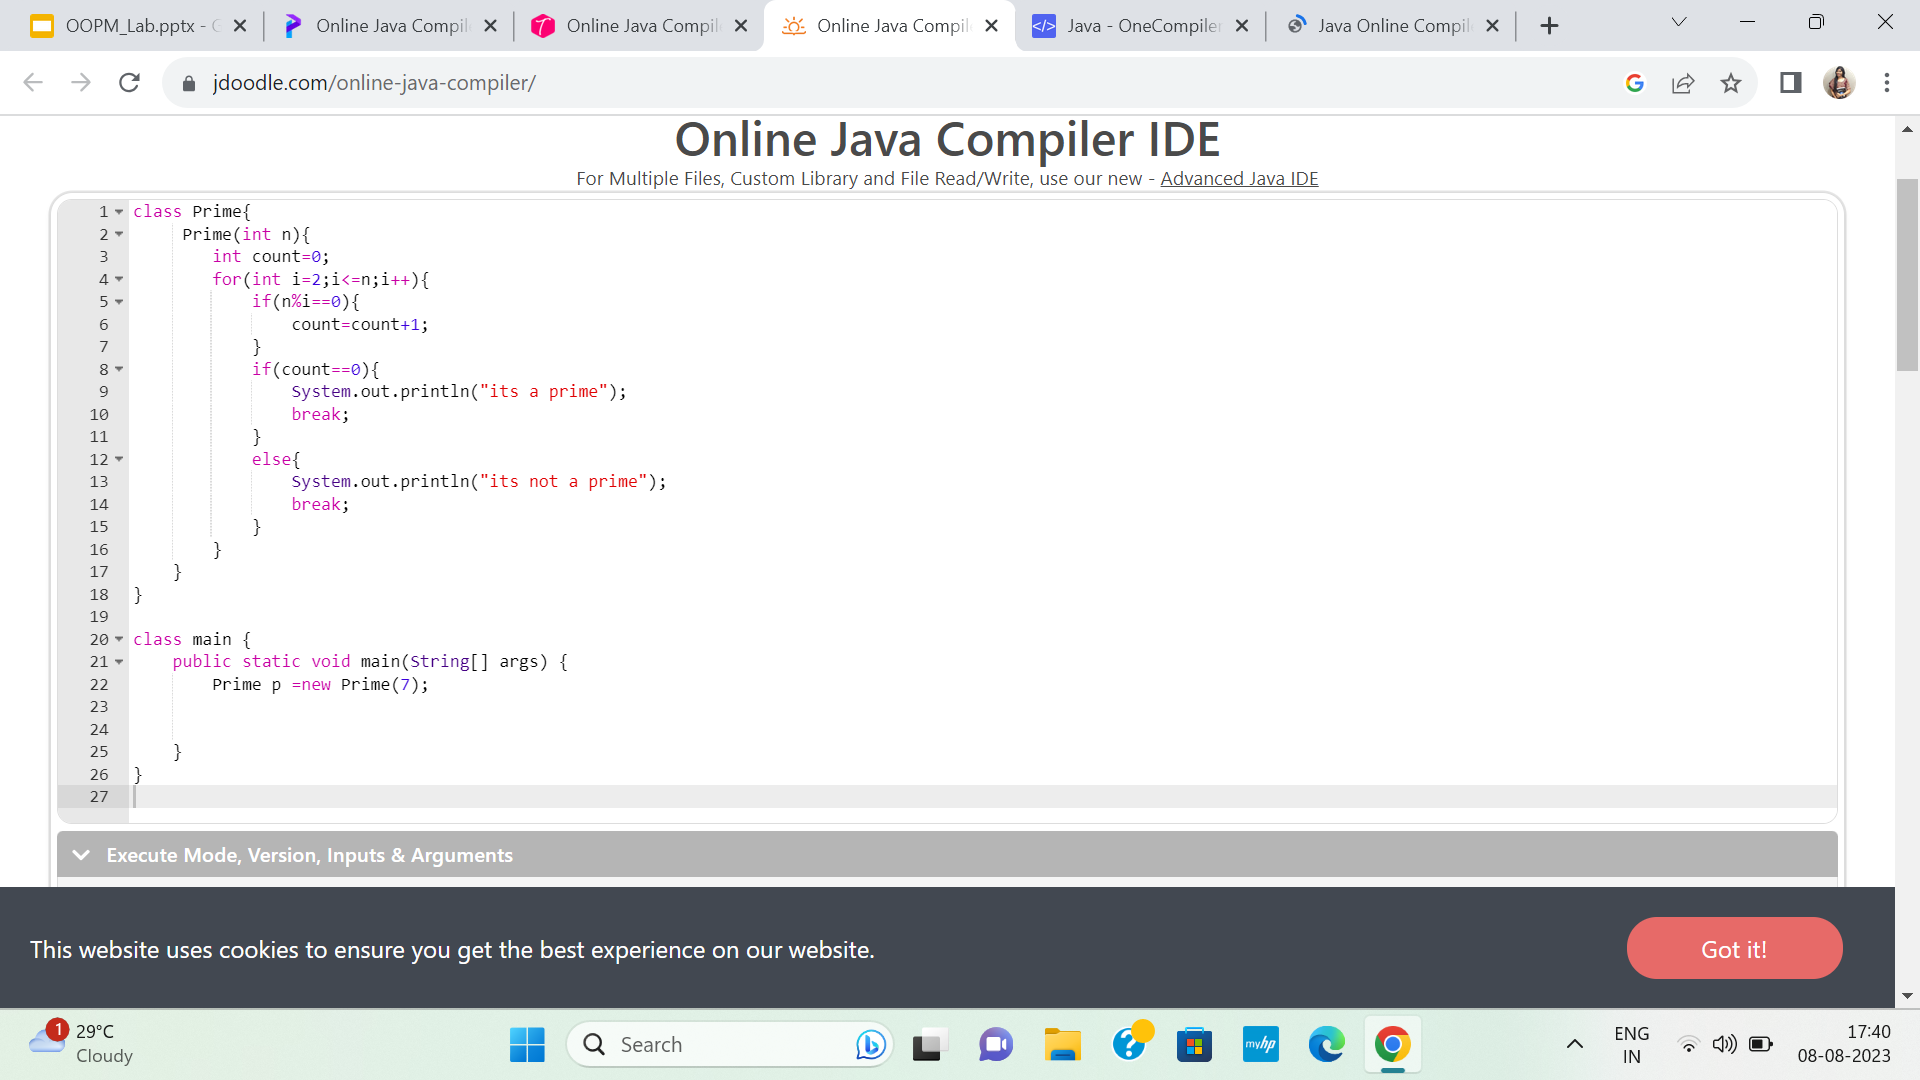 OOPM_Lab.pptx - G
Online Java Compil
Online Java Compil
Online Java Compil
Java - OneCompiler
Java Online Compil
jdoodle.com/online-java-compiler/
Online Java Compiler IDE
For Multiple Files, Custom Library and File Read/Write, use our new - Advanced Java IDE
1 class Prime{
2 Prime(int n){
3 int count=0;
4 for(int i=2;i<=n;i++){
5 if(n%i==0){
6 count=count+1;
7 }
8 if(count==0){
9 System.out.println("its a prime");
10 break;
11 }
12 else{
13 System.out.println("its not a prime");
14 break;
15 }
16 }
17 }
18 }
19
20 class main {
21 public static void main(String[] args) {
22 Prime p =new Prime(7);
23
24
25 }
26 }
27
Execute Mode, Version, Inputs & Arguments
This website uses cookies to ensure you get the best experience on our website.
Got it!
1
29°C
Cloudy
Search
myhp
ENG
IN
17:40
08-08-2023